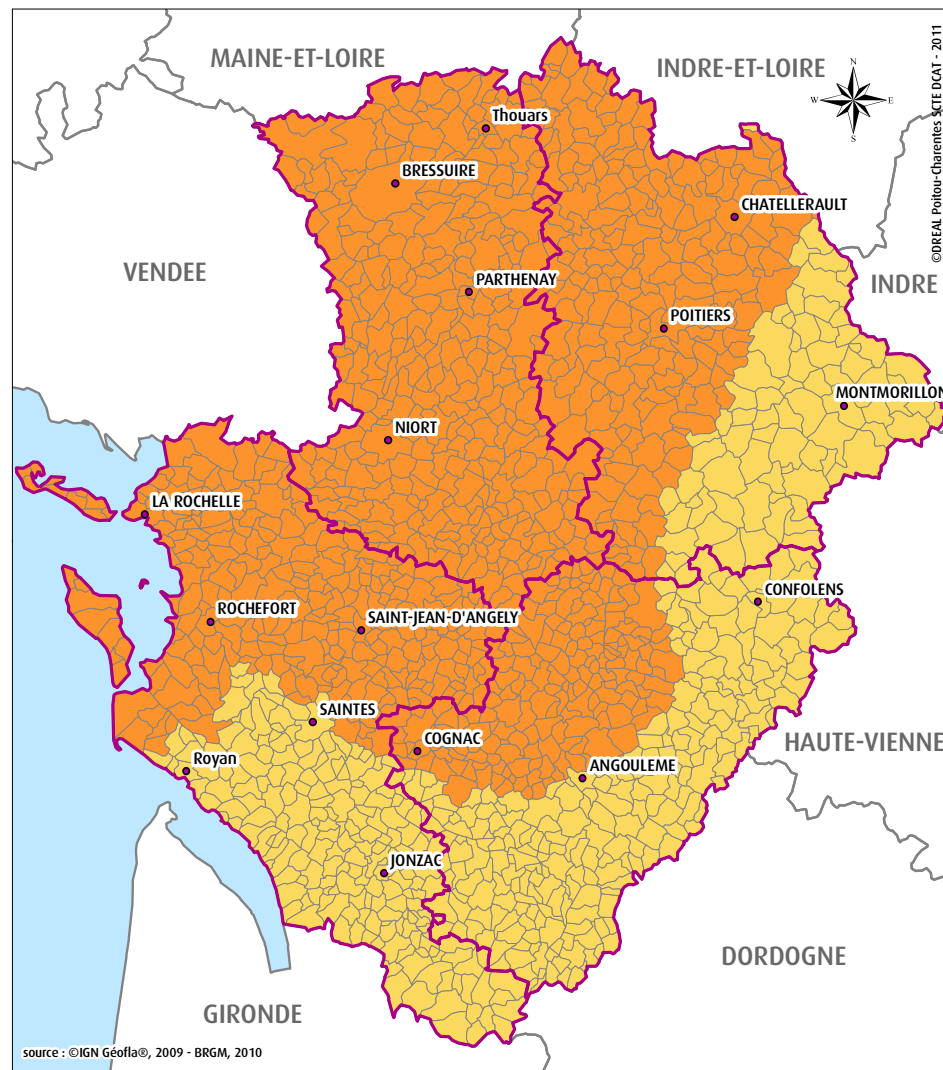 MAINE-ET-LOIRE
INDRE-ET-LOIRE
N
W
E
S
©DREAL Poitou-Charentes SCTE DCAT - 2011
Thouars
BRESSUIRE
CHATELLERAULT
VENDEE
INDRE
PARTHENAY
POITIERS
MONTMORILLON
NIORT
LA ROCHELLE
CONFOLENS
ROCHEFORT
SAINT-JEAN-D'ANGELY
SAINTES
COGNAC
HAUTE-VIENNE
Royan
ANGOULEME
JONZAC
DORDOGNE
GIRONDE
source : ©IGN Géofla®, 2009 - BRGM, 2010